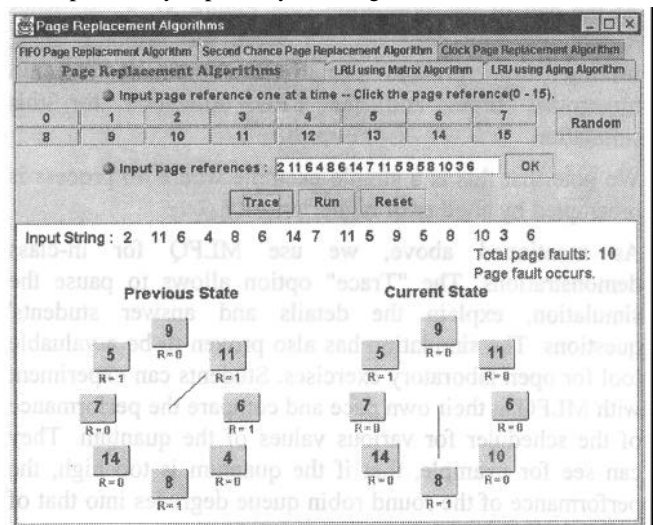 Page Replacement Algorithms
FIFO Page Replacement Algorithm Second Chance Page Replacement Algorithm Clock Page Replacement Algorithm
Page Replacement Algorithms LRU using Matrix Algorithm LRU using Aging Algorithm
Input page reference one at a time -- Click the page reference(0 - 15).
0 1 2 3 4 5 6 7 Random
8 9 10 11 12 13 14 15
Input page references : 2 11 6 4 8 6 14 7 11 5 9 5 8 10 3 6 OK
Trace Run Reset
Input String : 2 11 6 4 8 6 14 7 11 5 9 5 8 10 3 6
Total page faults: 10
Page fault occurs.
Previous State Current State
9 9
R=0 R=0
5 11 5 11
R=1 R=1 R=1 R=0
7 6 7 6
R=0 R=1 R=0 R=0
14 4 14 10
R=0 R=0 R=0 R=0
8 8
R=1 R=1